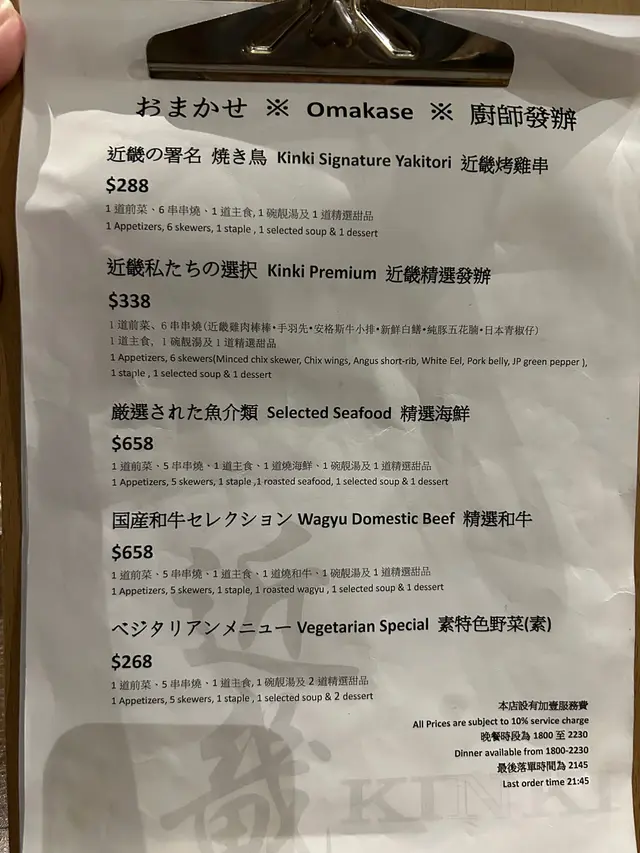 おまかせ ※ Omakase ※ 廚師發辦
近畿の署名 焼き鳥 Kinki Signature Yakitori 近畿烤雞串
$288
1 道前菜、6 串串燒、1 道主食, 1 碗靚湯及 1 道精選甜品
1 Appetizers, 6 skewers, 1 staple , 1 selected soup & 1 dessert
近畿私たちの選択 Kinki Premium 近畿精選發辦
$338
1 道前菜、6 串串燒(近畿雞肉棒棒•手羽先•安格斯牛小排•新鮮白鱔•純豚五花腩•日本青椒仔)
1 道主食, 1 碗靚湯及 1 道精選甜品
1 Appetizers, 6 skewers(Minced chix skewer, Chix wings, Angus short-rib, White Eel, Pork belly, JP green pepper ),
1 staple , 1 selected soup & 1 dessert
厳選された魚介類 Selected Seafood 精選海鮮
$658
1 道前菜、5 串串燒、1 道主食、1 道燒海鮮、1 碗靚湯及 1 道精選甜品
1 Appetizers, 5 skewers, 1 staple ,1 roasted seafood, 1 selected soup & 1 dessert
国産和牛セレクション Wagyu Domestic Beef 精選和牛
$658
1 道前菜、5 串串燒、1 道主食、1 道燒和牛、1 碗靚湯及 1 道精選甜品
1 Appetizers, 5 skewers, 1 staple, 1 roasted wagyu , 1 selected soup & 1 dessert
ベジタリアンメニュー Vegetarian Special 素特色野菜(素)
$268
1 道前菜、5 串串燒、1 道主食, 1 碗靚湯及 2 道精選甜品
1 Appetizers, 5 skewers, 1 staple , 1 selected soup & 2 dessert
本店設有加壹服務費
All Prices are subject to 10% service charge
晚餐時段為 1800 至 2230
Dinner available from 1800-2230
最後落單時間為 2145
Last order time 21:45
近畿
KINKI